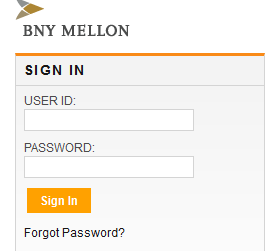 BNY MELLON
SIGN IN
USER ID:
PASSWORD:
Sign In
Forgot Password?